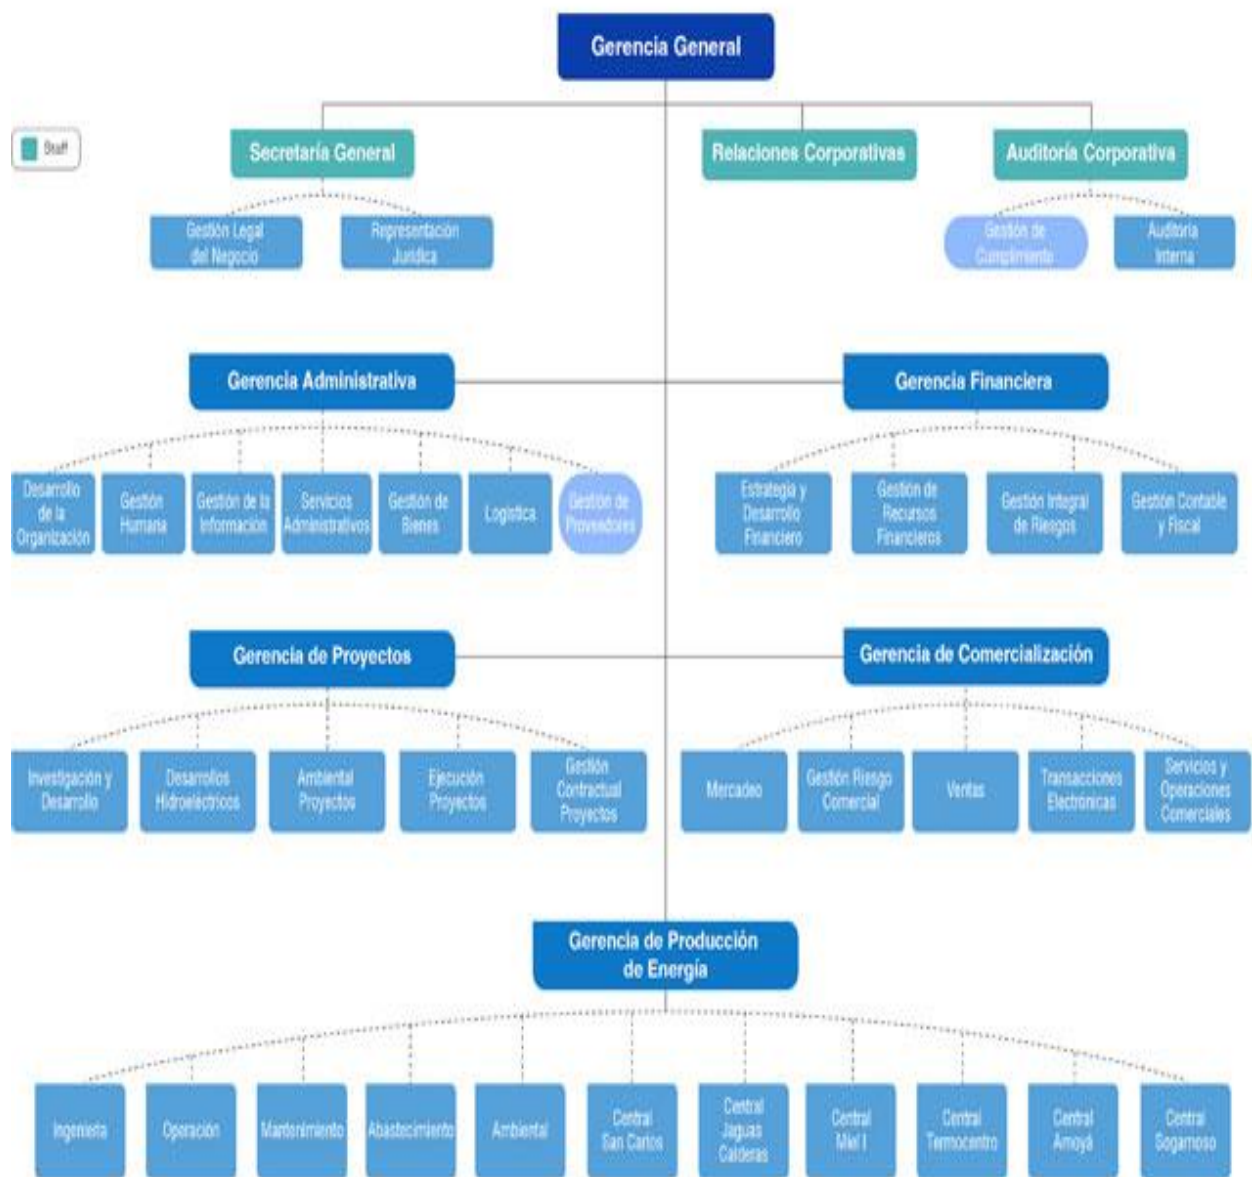 Gerencia General
Staff
Secretaría General
Relaciones Corporativas
Auditoría Corporativa
Gestión Legal
del Negocio
Representación
Jurídica
Gestión de
Cumplimiento
Auditoría
Interna
Gerencia Administrativa
Gerencia Financiera
Desarrollo
de la
Organización
Gestión
Humana
Gestión de la
Información
Servicios
Administrativos
Gestión de
Bienes
Logística
Gestión de
Proveedores
Estrategia y
Desarrollo
Financiero
Gestión de
Recursos
Financieros
Gestión Integral
de Riesgos
Gestión Contable
y Fiscal
Gerencia de Proyectos
Gerencia de Comercialización
Investigación y
Desarrollo
Desarrollos
Hidroeléctricos
Ambiental
Proyectos
Ejecución
Proyectos
Gestión
Contractual
Proyectos
Mercadeo
Gestión Riesgo
Comercial
Ventas
Transacciones
Electrónicas
Servicios y
Operaciones
Comerciales
Gerencia de Producción
de Energía
Ingeniería
Operación
Mantenimiento
Abastecimiento
Ambiental
Central
San Carlos
Central
Jaguas
Calderas
Central
Miel I
Central
Termocentro
Central
Amoyá
Central
Sogamoso